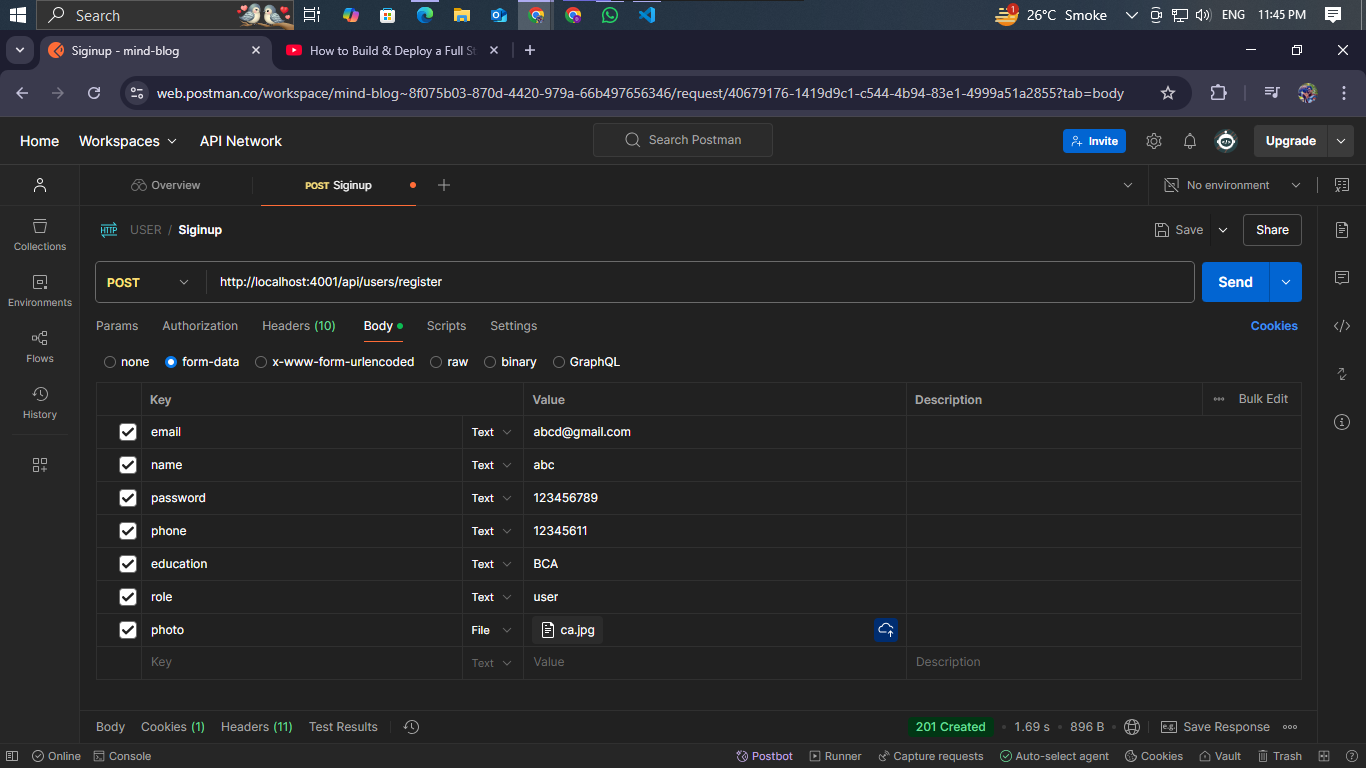 Search
1
26°C Smoke
ENG
11:45 PM
Siginup - mind-blog
How to Build & Deploy a Full St
web.postman.co/workspace/mind-blog~8f075b03-870d-4420-979a-66b497656346/request/40679176-1419d9c1-c544-4b94-83e1-4999a51a2855?tab=body
Home Workspaces API Network
Search Postman
Invite
Upgrade
Overview
POST Siginup
No environment
HTTP USER / Siginup
Save
Share
Collections
Environments
Flows
History
POST http://localhost:4001/api/users/register
Send
Params Authorization Headers (10) Body Scripts Settings
Cookies
none form-data x-www-form-urlencoded raw binary GraphQL
Key Value Description Bulk Edit
email Text abcd@gmail.com
name Text abc
password Text 123456789
phone Text 12345611
education Text BCA
role Text user
photo File ca.jpg
Key Text Value Description
Body Cookies (1) Headers (11) Test Results
201 Created 1.69 s 896 B e.g. Save Response
Online Console
Postbot Runner Capture requests Auto-select agent Cookies Vault Trash